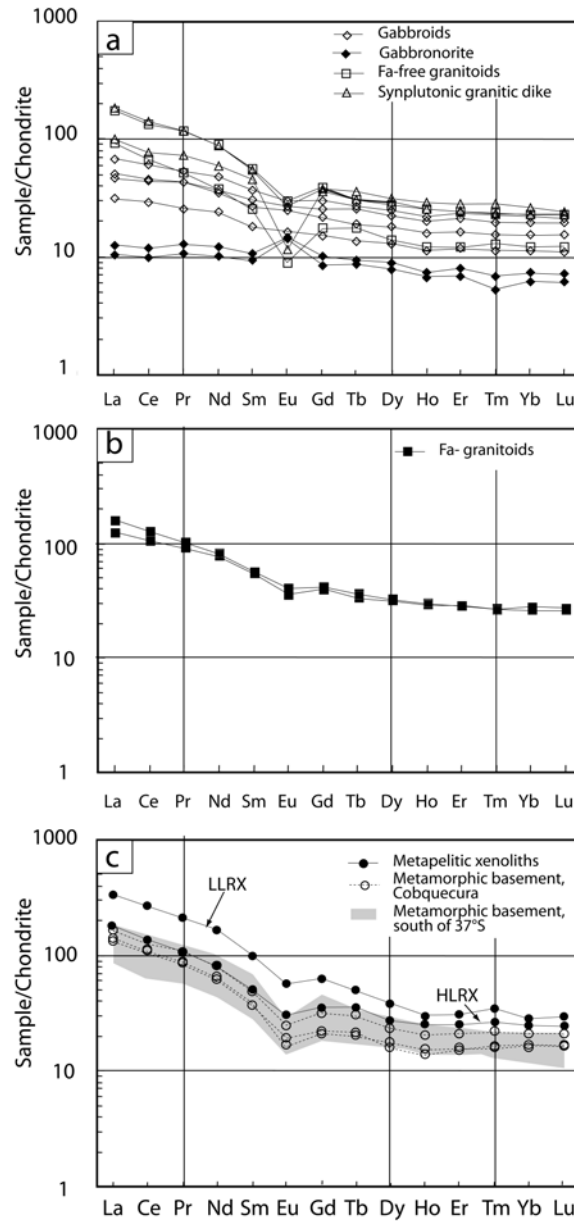 a
Gabbroids
Gabbronorite
Fa-free granitoids
Synplutonic granitic dike
1000
100
10
1
Sample/Chondrite
La Ce Pr Nd Sm Eu Gd Tb Dy Ho Er Tm Yb Lu
b
Fa- granitoids
1000
100
10
1
Sample/Chondrite
La Ce Pr Nd Sm Eu Gd Tb Dy Ho Er Tm Yb Lu
c
Metapelitic xenoliths
Metamorphic basement,
Cobquecura
Metamorphic basement,
south of 37°S
LLRX
HLRX
1000
100
10
1
Sample/Chondrite
La Ce Pr Nd Sm Eu Gd Tb Dy Ho Er Tm Yb Lu